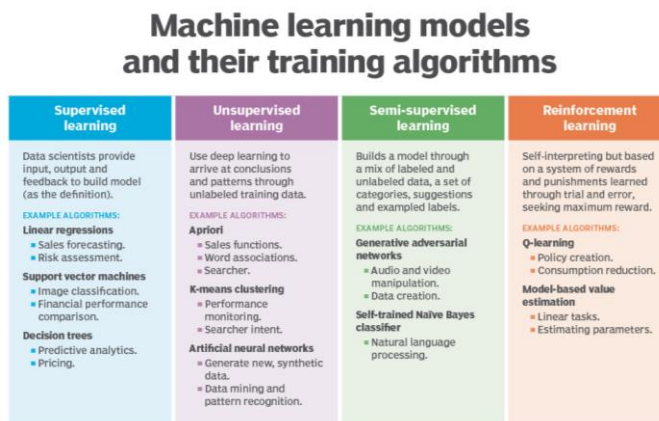 Machine learning models
and their training algorithms
Supervised
learning
Data scientists provide
input, output and
feedback to build model
(as the definition).
EXAMPLE ALGORITHMS:
Linear regressions
▪ Sales forecasting.
▪ Risk assessment.
Support vector machines
▪ Image classification.
▪ Financial performance
comparison.
Decision trees
▪ Predictive analytics.
▪ Pricing.
Unsupervised
learning
Use deep learning to
arrive at conclusions
and patterns through
unlabeled training data.
EXAMPLE ALGORITHMS:
Apriori
▪ Sales functions.
▪ Word associations.
▪ Searcher.
K-means clustering
▪ Performance
monitoring.
▪ Searcher intent.
Artificial neural networks
▪ Generate new, synthetic
data.
▪ Data mining and
pattern recognition.
Semi-supervised
learning
Builds a model through
a mix of labeled and
unlabeled data, a set of
categories, suggestions
and exampled labels.
EXAMPLE ALGORITHMS:
Generative adversarial
networks
▪ Audio and video
manipulation.
▪ Data creation.
Self-trained Naïve Bayes
classifier
▪ Natural language
processing.
Reinforcement
learning
Self-interpreting but based
on a system of rewards
and punishments learned
through trial and error,
seeking maximum reward.
EXAMPLE ALGORITHMS:
Q-learning
▪ Policy creation.
▪ Consumption reduction.
Model-based value
estimation
▪ Linear tasks.
▪ Estimating parameters.